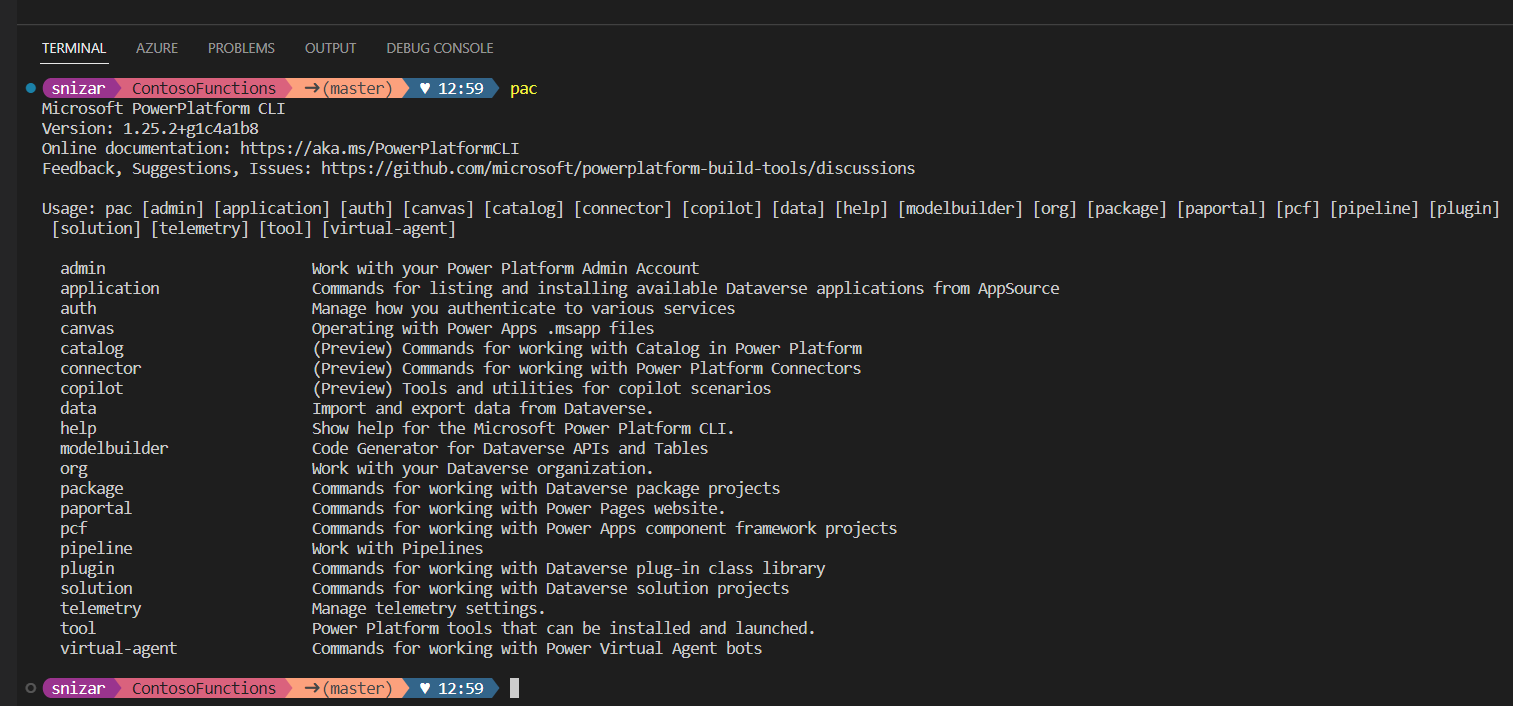 TERMINAL AZURE PROBLEMS OUTPUT DEBUG CONSOLE
snizar ContosoFunctions →(master) ♥ 12:59 pac
Microsoft PowerPlatform CLI
Version: 1.25.2+g1c4a1b8
Online documentation: https://aka.ms/PowerPlatformCLI
Feedback, Suggestions, Issues: https://github.com/microsoft/powerplatform-build-tools/discussions
Usage: pac [admin] [application] [auth] [canvas] [catalog] [connector] [copilot] [data] [help] [modelbuilder] [org] [package] [paportal] [pcf] [pipeline] [plugin]
[solution] [telemetry] [tool] [virtual-agent]
admin Work with your Power Platform Admin Account
application Commands for listing and installing available Dataverse applications from AppSource
auth Manage how you authenticate to various services
canvas Operating with Power Apps .msapp files
catalog (Preview) Commands for working with Catalog in Power Platform
connector (Preview) Commands for working with Power Platform Connectors
copilot (Preview) Tools and utilities for copilot scenarios
data Import and export data from Dataverse.
help Show help for the Microsoft Power Platform CLI.
modelbuilder Code Generator for Dataverse APIs and Tables
org Work with your Dataverse organization.
package Commands for working with Dataverse package projects
paportal Commands for working with Power Pages website.
pcf Commands for working with Power Apps component framework projects
pipeline Work with Pipelines
plugin Commands for working with Dataverse plug-in class library
solution Commands for working with Dataverse solution projects
telemetry Manage telemetry settings.
tool Power Platform tools that can be installed and launched.
virtual-agent Commands for working with Power Virtual Agent bots
snizar ContosoFunctions →(master) ♥ 12:59